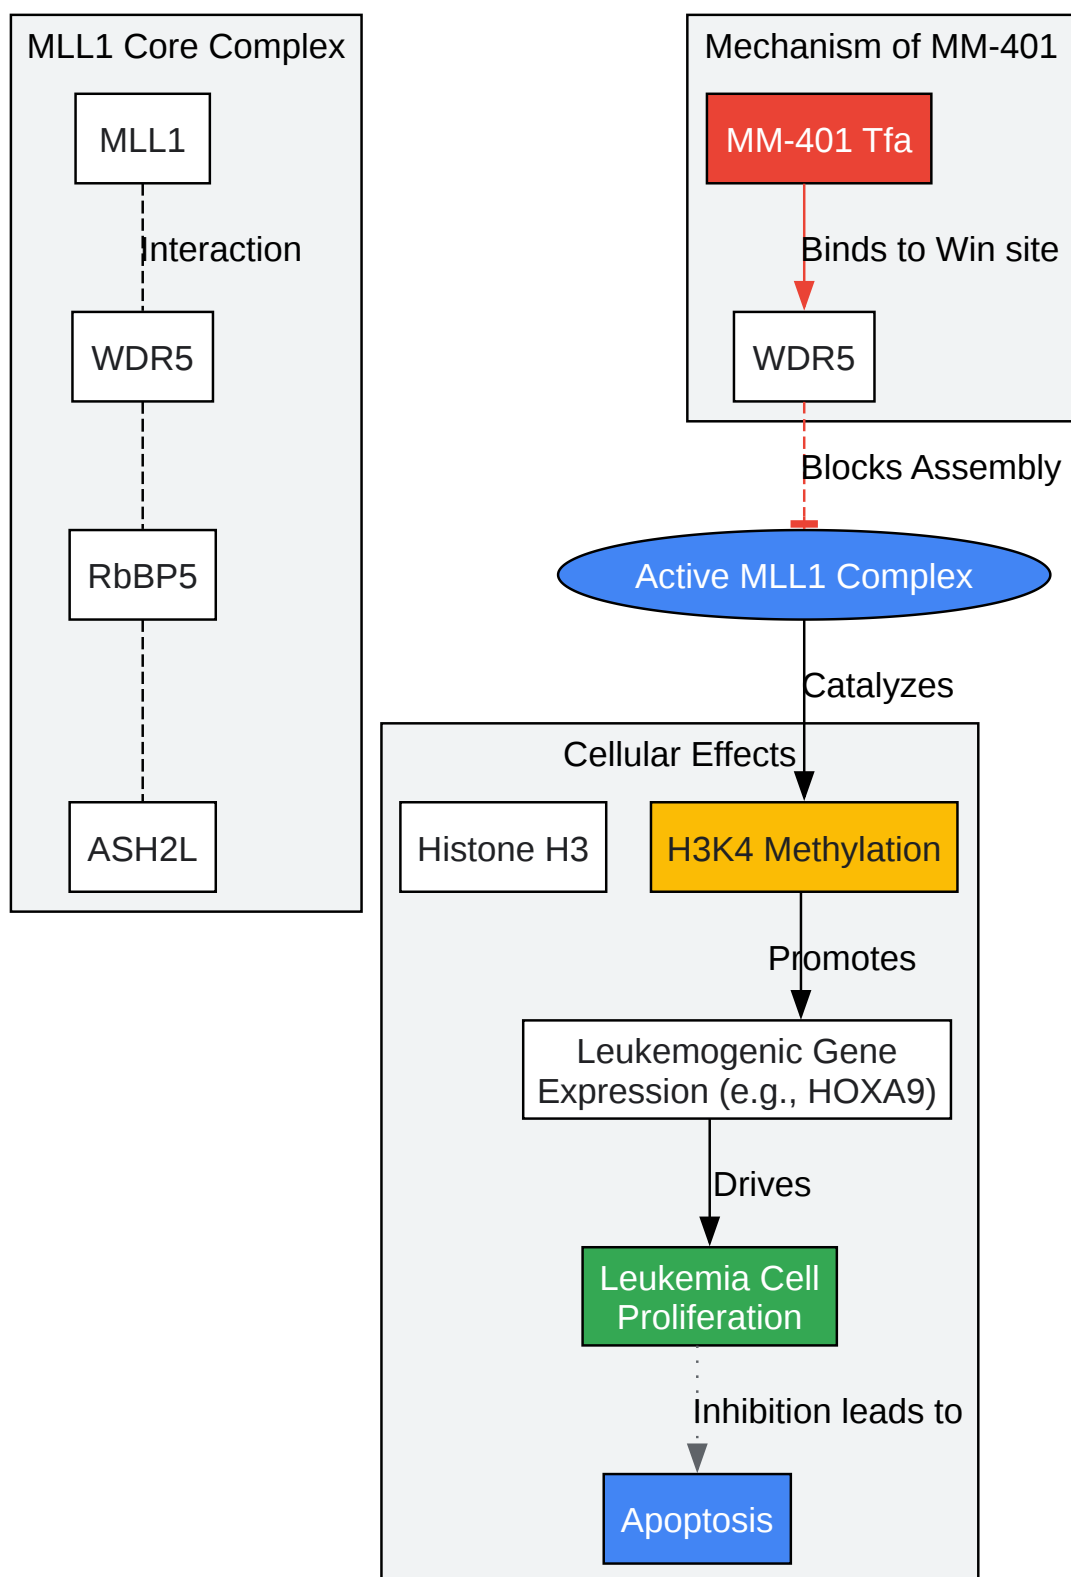 MLL1 Core Complex
MLL1
Interaction
WDR5
RbBP5
ASH2L
Mechanism of MM-401
MM-401 Tfa
Binds to Win site
WDR5
Blocks Assembly
Active MLL1 Complex
Catalyzes
Cellular Effects
Histone H3
H3K4 Methylation
Promotes
Leukemogenic Gene
Expression (e.g., HOXA9)
Drives
Leukemia Cell
Proliferation
Inhibition leads to
Apoptosis